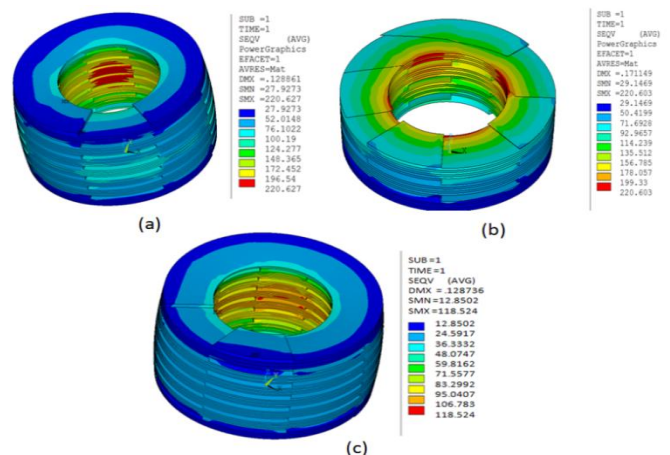 SUB =1
TIME=1
SEQV (AVG)
PowerGraphics
EFACET=1
AVRES=Mat
DMX =.128861
SMN =27.9273
SMX =220.627
27.9273
52.0148
76.1022
100.19
124.277
148.365
172.452
196.54
220.627
(a)
SUB =1
TIME=1
SEQV (AVG)
PowerGraphics
EFACET=1
AVRES=Mat
DMX =.171149
SMN =29.1469
SMX =220.603
29.1469
50.4199
71.6928
92.9657
114.239
135.512
156.785
178.057
199.33
220.603
(b)
SUB =1
TIME=1
SEQV (AVG)
DMX =.128736
SMN =12.8502
SMX =118.524
12.8502
24.5917
36.3332
48.0747
59.8162
71.5577
83.2992
95.0407
106.783
118.524
(c)